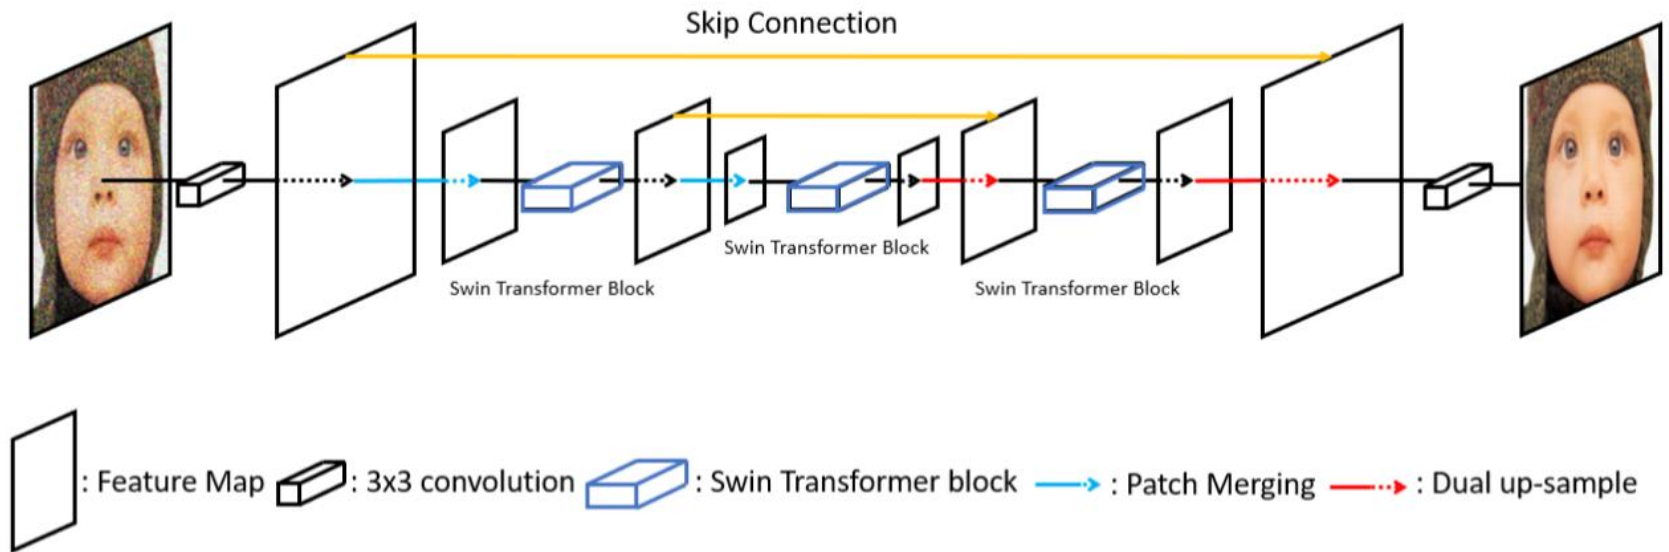 Skip Connection
Swin Transformer Block
Swin Transformer Block
Swin Transformer Block
: Feature Map
: 3x3 convolution
: Swin Transformer block
: Patch Merging
: Dual up-sample